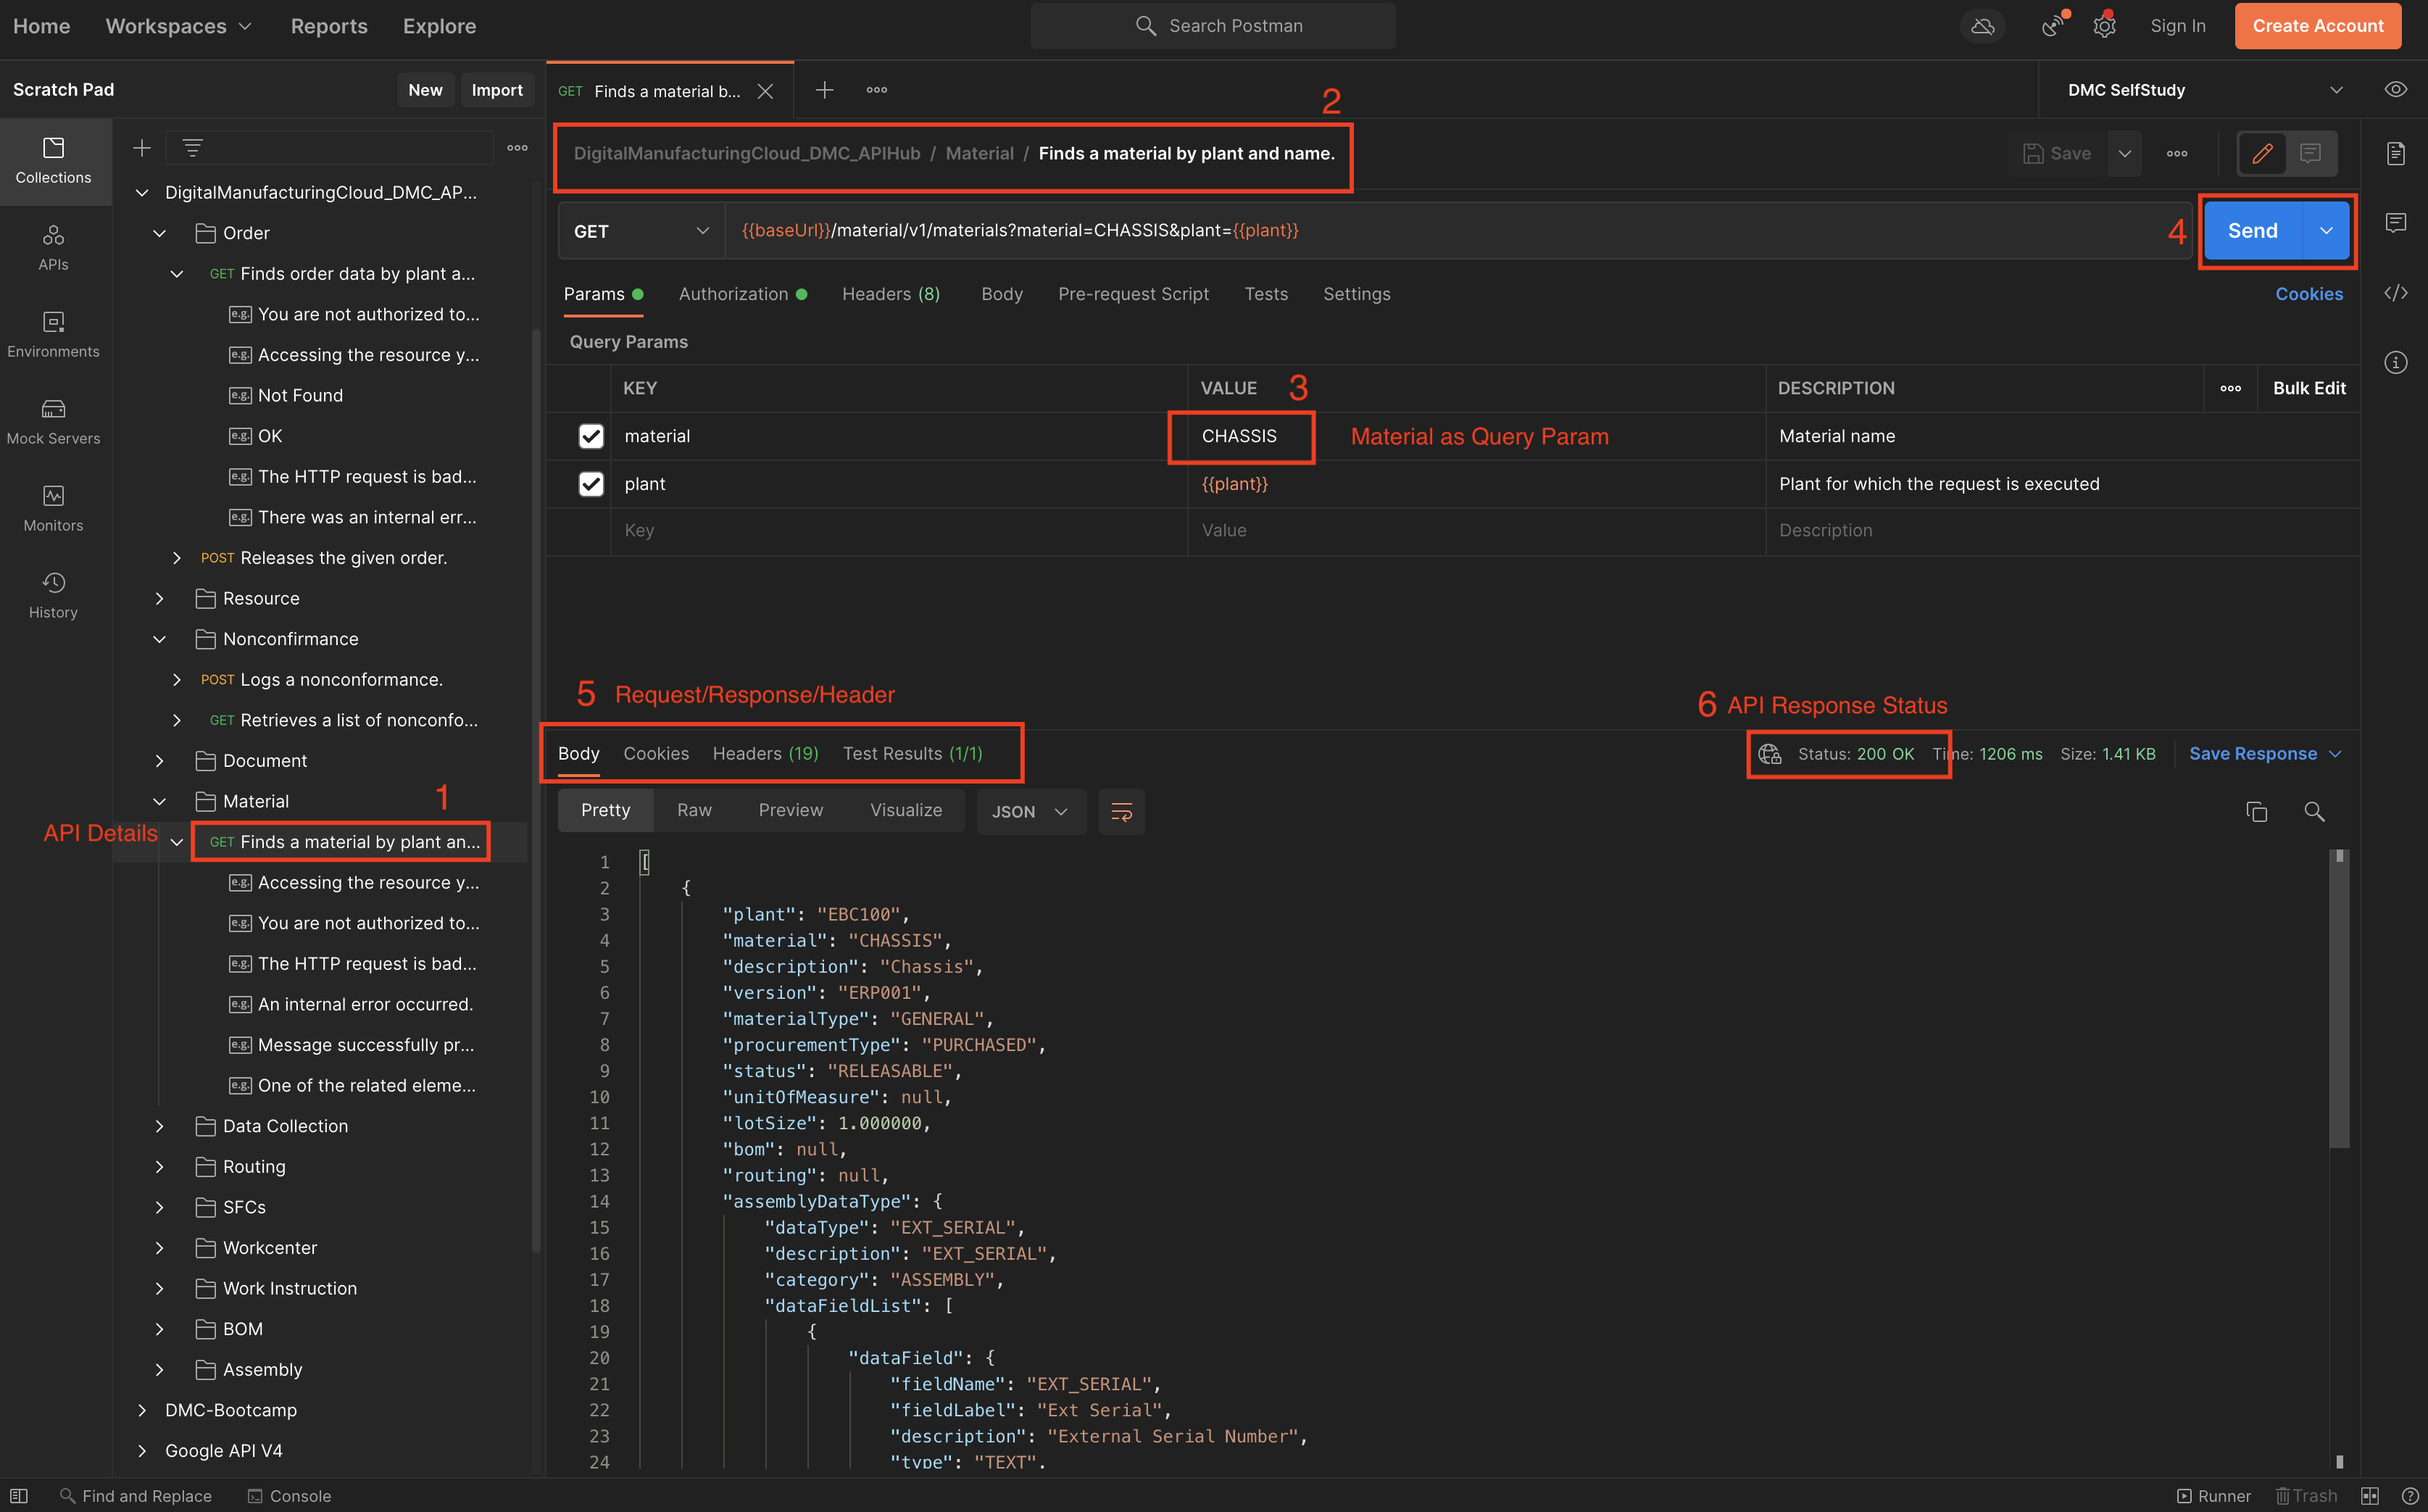 Home Workspaces Reports Explore Search Postman Sign In Create Account
Scratch Pad New Import GET Finds a material b... DMC SelfStudy
2
Collections
APIs
Environments
Mock Servers
Monitors
History
DigitalManufacturingCloud_DMC_AP...
Order
GET Finds order data by plant a...
e.g. You are not authorized to...
e.g. Accessing the resource y...
e.g. Not Found
e.g. OK
e.g. The HTTP request is bad...
e.g. There was an internal err...
POST Releases the given order.
Resource
Nonconfirmance
POST Logs a nonconformance.
GET Retrieves a list of nonconfo...
Document
Material
1
API Details
GET Finds a material by plant an...
e.g. Accessing the resource y...
e.g. You are not authorized to...
e.g. The HTTP request is bad...
e.g. An internal error occurred.
e.g. Message successfully pr...
e.g. One of the related eleme...
Data Collection
Routing
SFCs
Workcenter
Work Instruction
BOM
Assembly
DMC-Bootcamp
Google API V4
DigitalManufacturingCloud_DMC_APIHub / Material / Finds a material by plant and name. Save
GET {{baseUrl}}/material/v1/materials?material=CHASSIS&plant={{plant}} 4 Send
Params Authorization Headers (8) Body Pre-request Script Tests Settings Cookies
Query Params
KEY VALUE 3 DESCRIPTION Bulk Edit
material CHASSIS Material as Query Param Material name
plant {{plant}} Plant for which the request is executed
Key Value Description
5 Request/Response/Header 6 API Response Status
Body Cookies Headers (19) Test Results (1/1) Status: 200 OK Time: 1206 ms Size: 1.41 KB Save Response
Pretty Raw Preview Visualize JSON
1 [
2 {
3 "plant": "EBC100",
4 "material": "CHASSIS",
5 "description": "Chassis",
6 "version": "ERP001",
7 "materialType": "GENERAL",
8 "procurementType": "PURCHASED",
9 "status": "RELEASABLE",
10 "unitOfMeasure": null,
11 "lotSize": 1.000000,
12 "bom": null,
13 "routing": null,
14 "assemblyDataType": {
15 "dataType": "EXT_SERIAL",
16 "description": "EXT_SERIAL",
17 "category": "ASSEMBLY",
18 "dataFieldList": [
19 {
20 "dataField": {
21 "fieldName": "EXT_SERIAL",
22 "fieldLabel": "Ext Serial",
23 "description": "External Serial Number",
24 "type": "TEXT",
Find and Replace Console Runner Trash